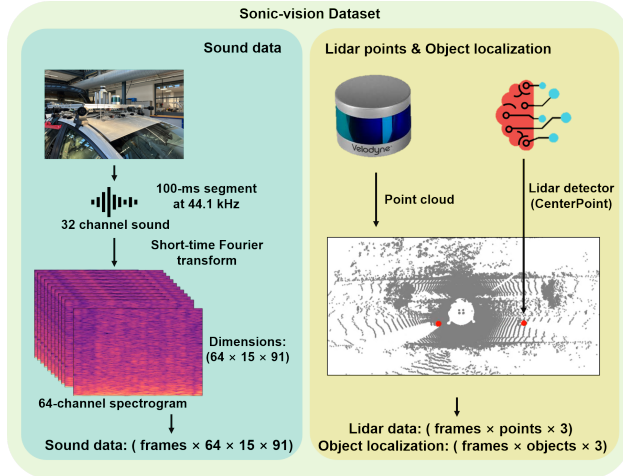 Sonic-vision Dataset
Sound data
100-ms segment
at 44.1 kHz
32 channel sound
Short-time Fourier
transform
Dimensions:
(64 × 15 × 91)
64-channel spectrogram
Sound data: ( frames × 64 × 15 × 91)
Lidar points & Object localization
Velodyne
Point cloud
Lidar detector
(CenterPoint)
Lidar data: ( frames × points × 3)
Object localization: ( frames × objects × 3)